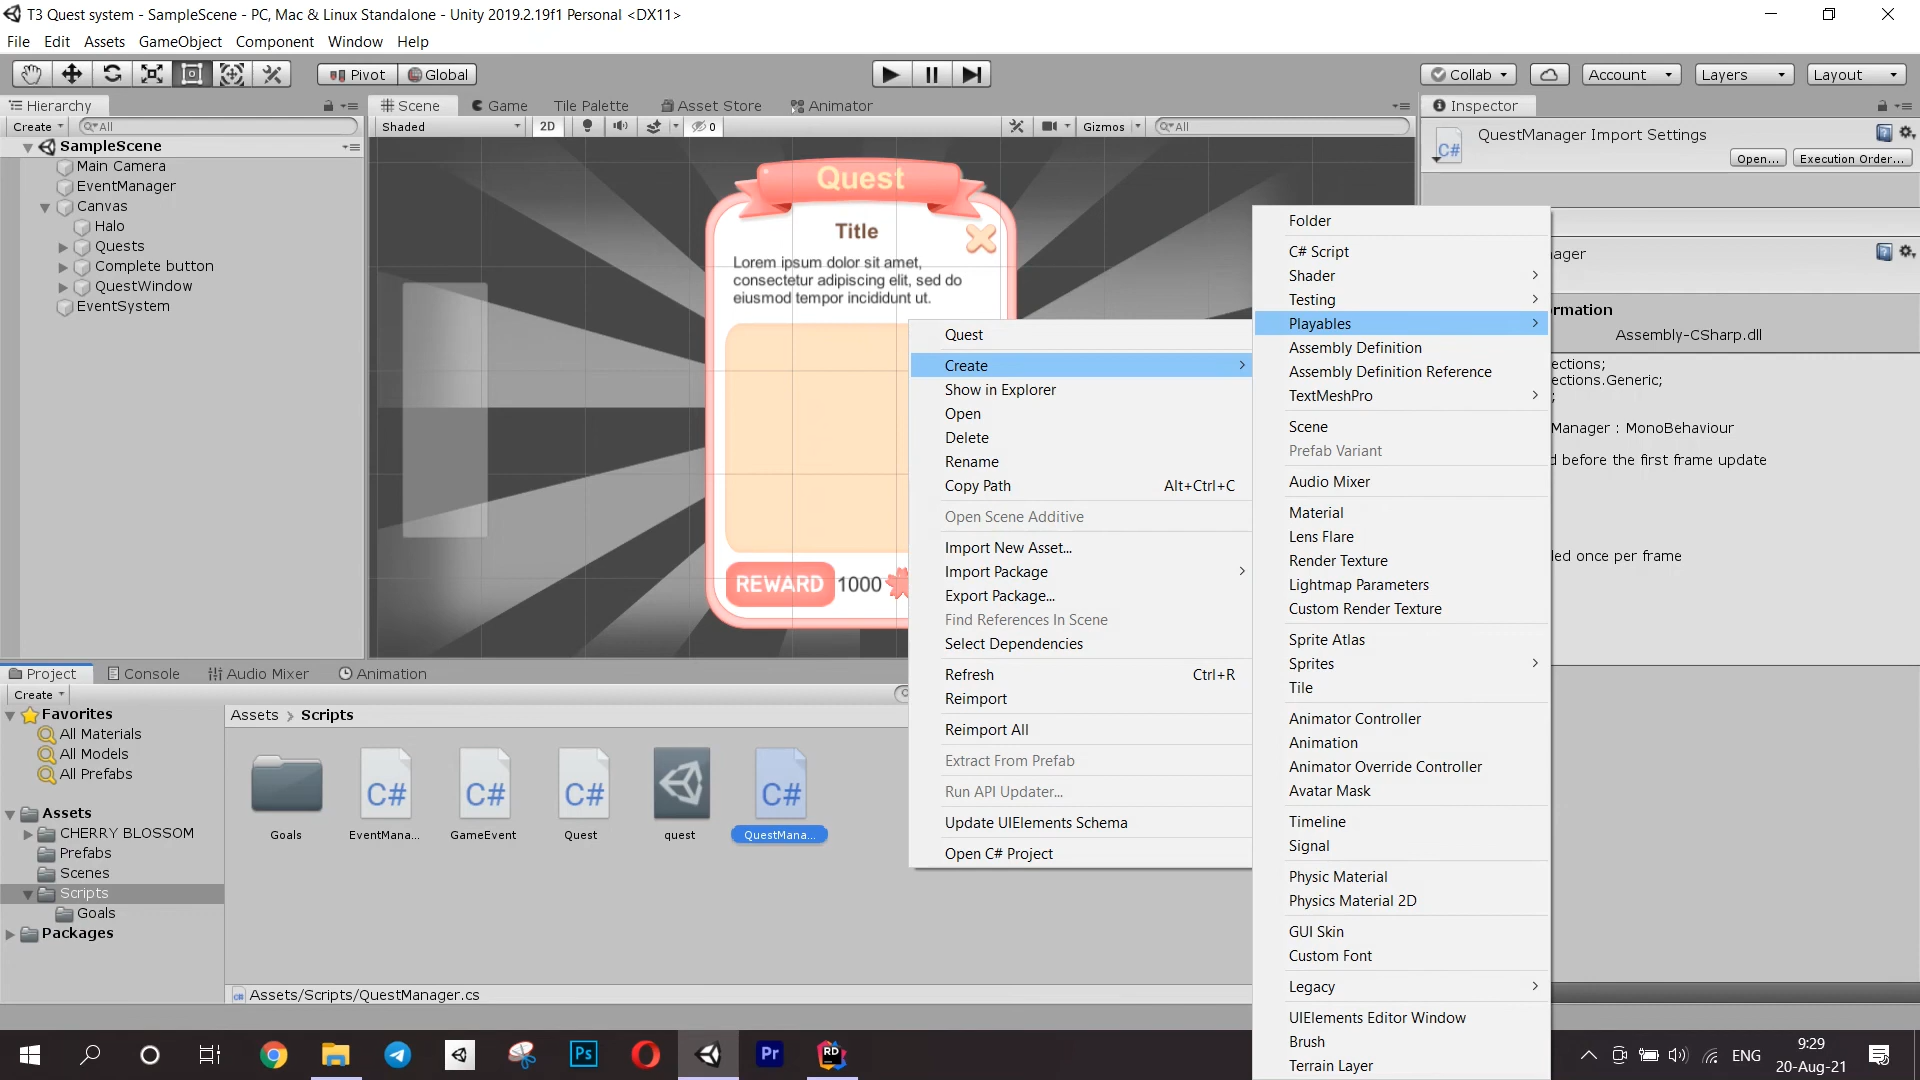 T3 Quest system - SampleScene - PC, Mac & Linux Standalone - Unity 2019.2.19f1 Personal <DX11>
File Edit Assets GameObject Component Window Help
Pivot Global Collab Account Layers Layout
Hierarchy Scene Game Tile Palette Asset Store Animator Inspector
Create All Shaded 2D 0 Gizmos All
QuestManager Import Settings
Open... Execution Order...
SampleScene
Main Camera
EventManager
Canvas
Halo
Quests
Complete button
QuestWindow
EventSystem
Quest
Title
Lorem ipsum dolor sit amet,
consectetur adipiscing elit, sed do
eiusmod tempor incididunt ut.
REWARD 1000
Quest
Create
Show in Explorer
Open
Delete
Rename
Copy Path Alt+Ctrl+C
Open Scene Additive
Import New Asset...
Import Package
Export Package...
Find References In Scene
Select Dependencies
Refresh Ctrl+R
Reimport
Reimport All
Extract From Prefab
Run API Updater...
Update UIElements Schema
Open C# Project
Folder
C# Script
Shader
Testing
Playables
Assembly Definition
Assembly Definition Reference
TextMeshPro
Scene
Prefab Variant
Audio Mixer
Material
Lens Flare
Render Texture
Lightmap Parameters
Custom Render Texture
Sprite Atlas
Sprites
Tile
Animator Controller
Animation
Animator Override Controller
Avatar Mask
Timeline
Signal
Physic Material
Physics Material 2D
GUI Skin
Custom Font
Legacy
UIElements Editor Window
Brush
Terrain Layer
C#
ager
rmation
Assembly-CSharp.dll
ections;
ections.Generic;
;
Manager : MonoBehaviour
d before the first frame update
led once per frame
Project Console Audio Mixer Animation
Create
Favorites
All Materials
All Models
All Prefabs
Assets
CHERRY BLOSSOM
Prefabs
Scenes
Scripts
Goals
Packages
Assets > Scripts
C# C# C# C#
Goals EventMana... GameEvent Quest quest QuestMana...
Assets/Scripts/QuestManager.cs
Ps Pr RD
ENG
9:29
20-Aug-21